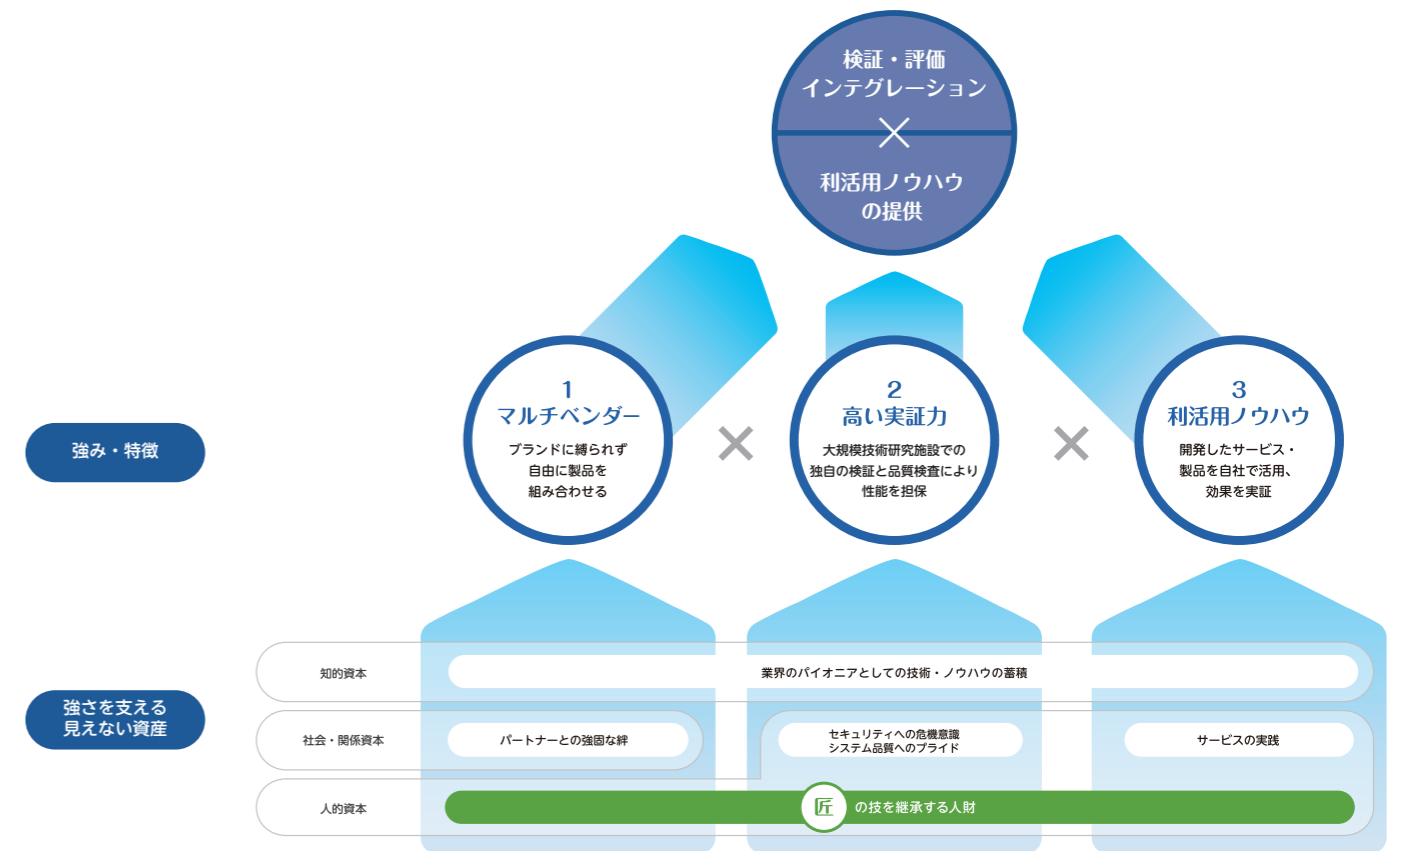 検証・評価
インテグレーション
×
利活用ノウハウ
の提供
強み・特徴
1
マルチベンダー
ブランドに縛られず
自由に製品を
組み合わせる
×
2
高い実証力
大規模技術研究施設での
独自の検証と品質検査により
性能を担保
×
3
利活用ノウハウ
開発したサービス・
製品を自社で活用、
効果を実証
強さを支える
見えない資産
知的資本
業界のパイオニアとしての技術・ノウハウの蓄積
社会・関係資本
パートナーとの強固な絆
セキュリティへの危機意識
システム品質へのプライド
サービスの実践
人的資本
匠 の技を継承する人財